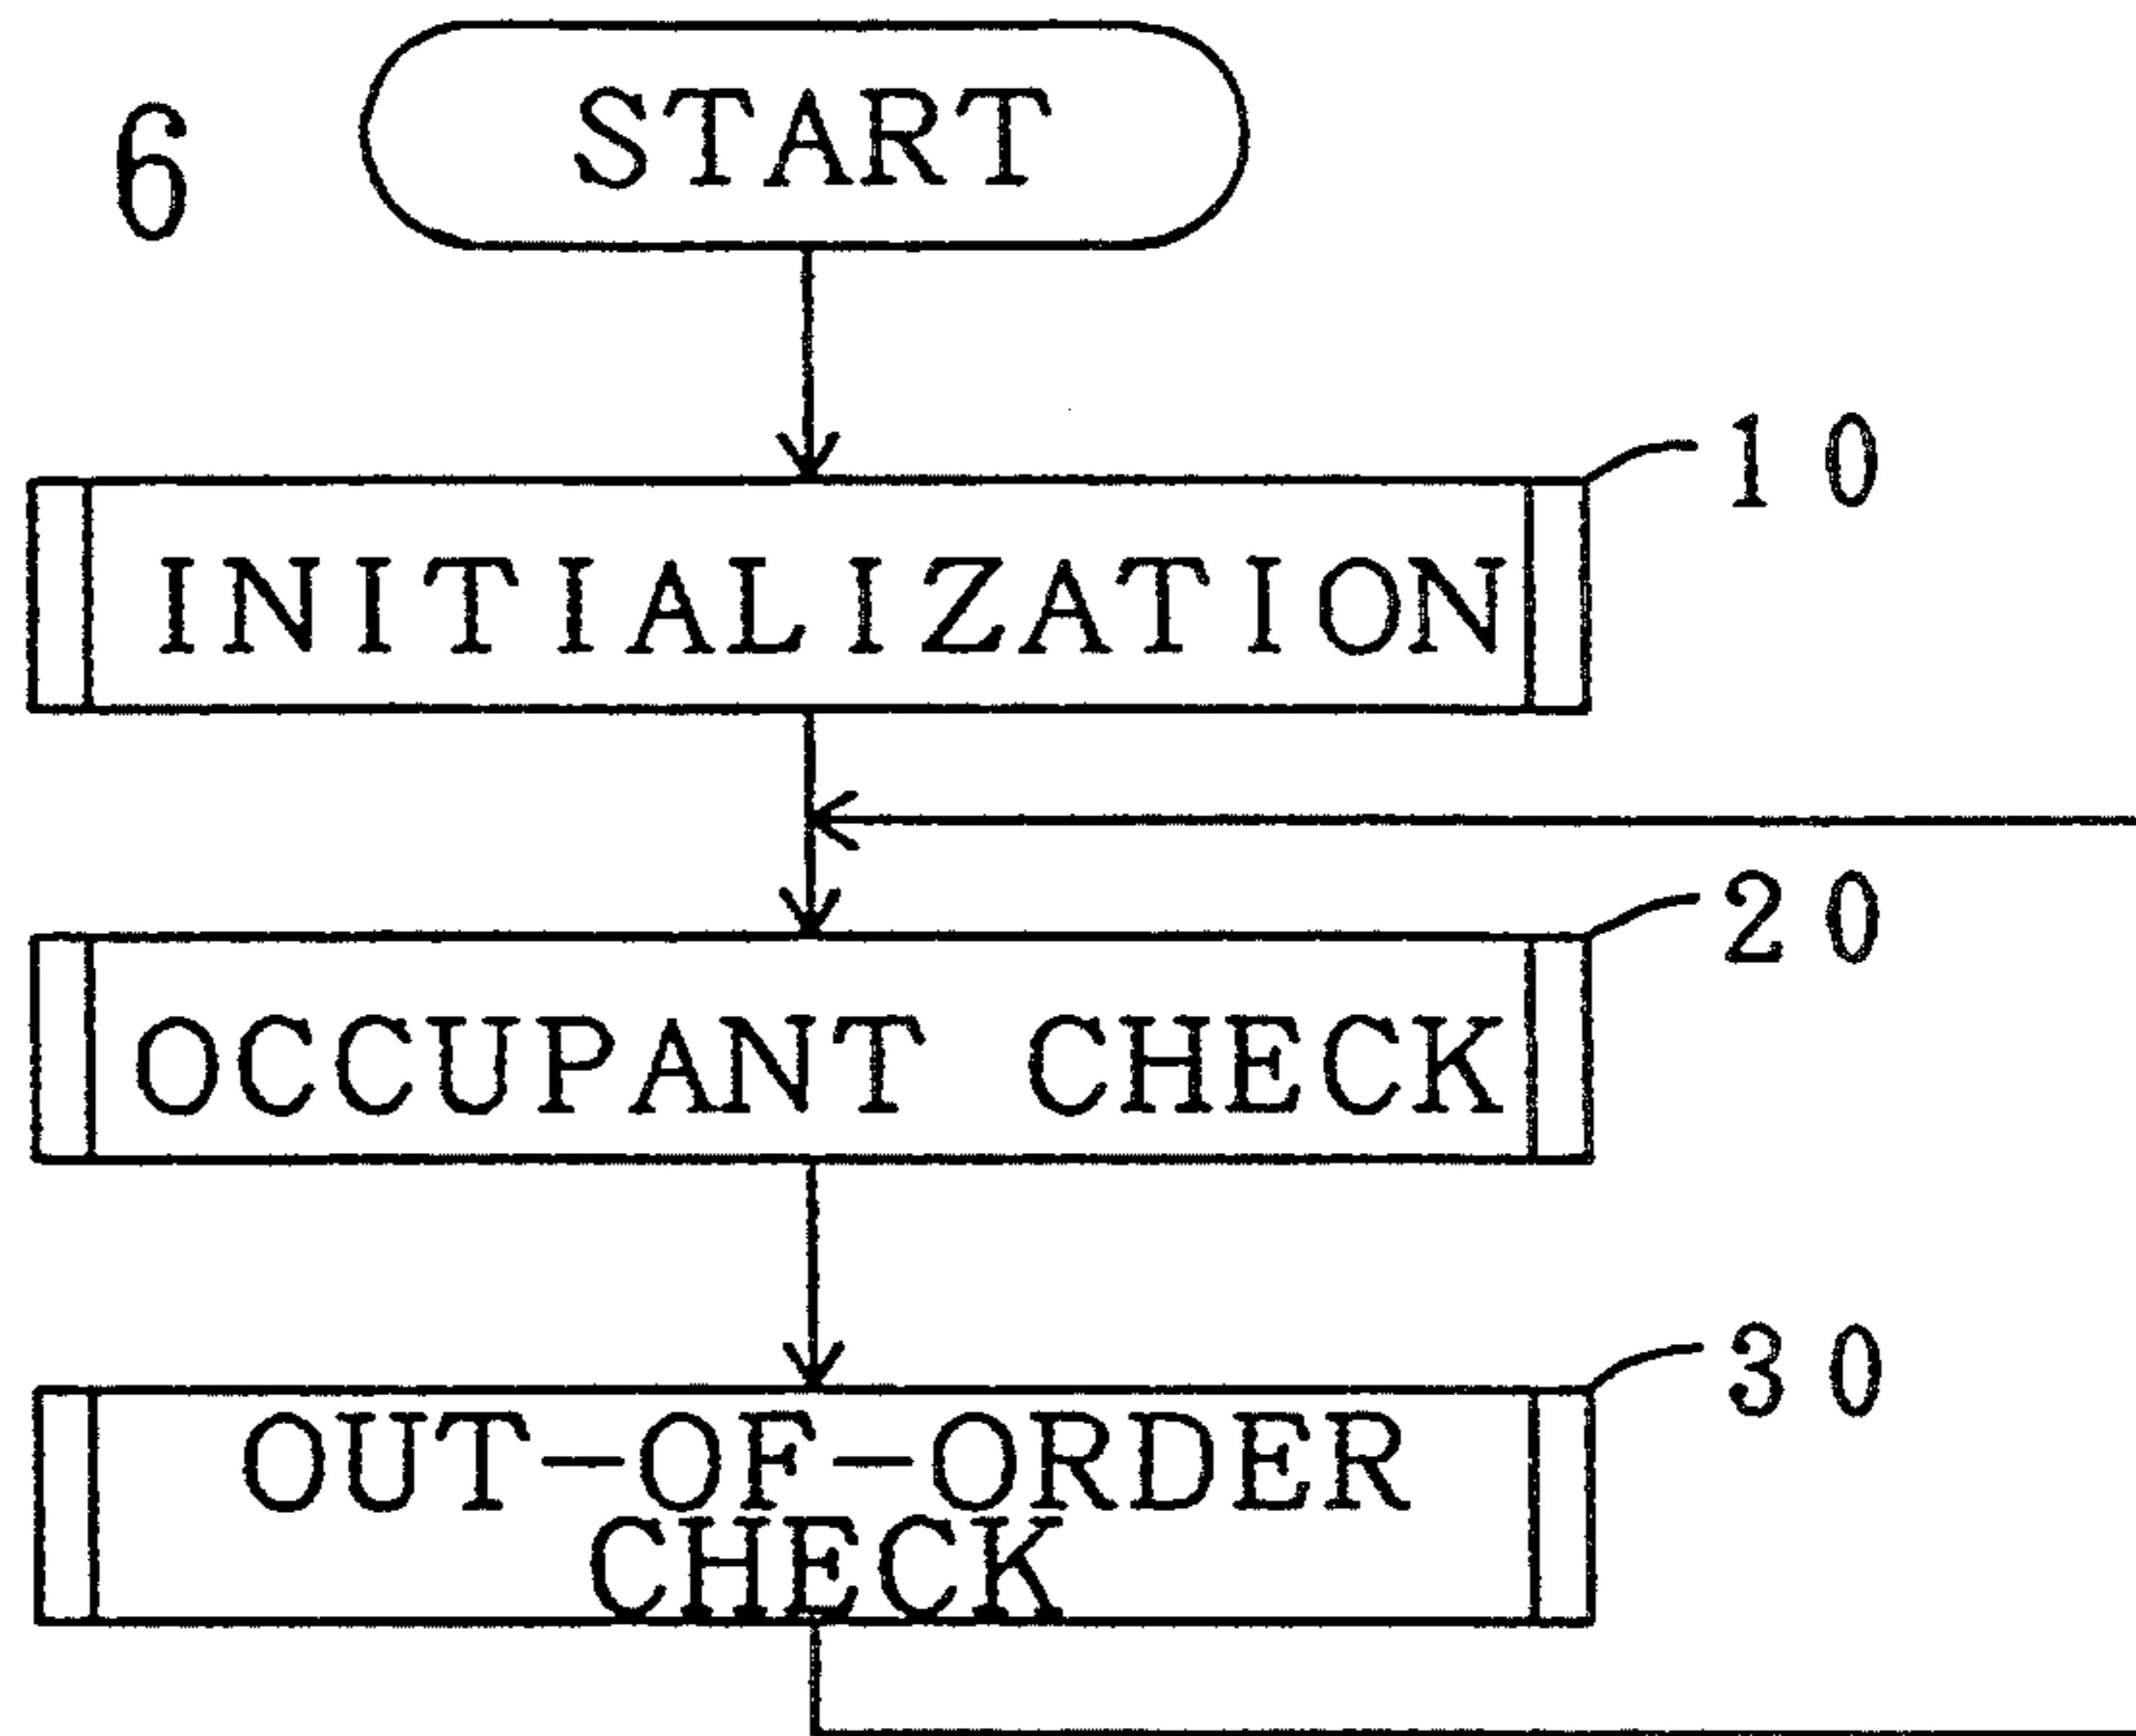 6
START
10
INITIALIZATION
20
OCCUPANT CHECK
30
OUT-OF-ORDER
CHECK